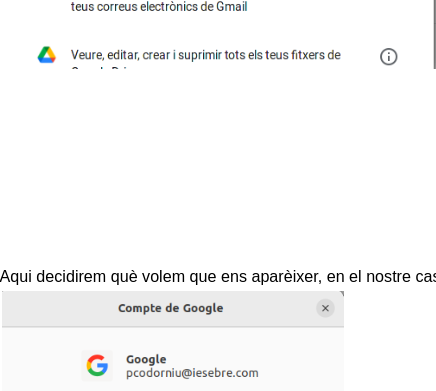 teus correus electrònics de Gmail
Veure, editar, crear i suprimir tots els teus fitxers de
Aqui decidirem què volem que ens aparèixer, en el nostre cas
Compte de Google
Google
pcodorniu@iesebre.com